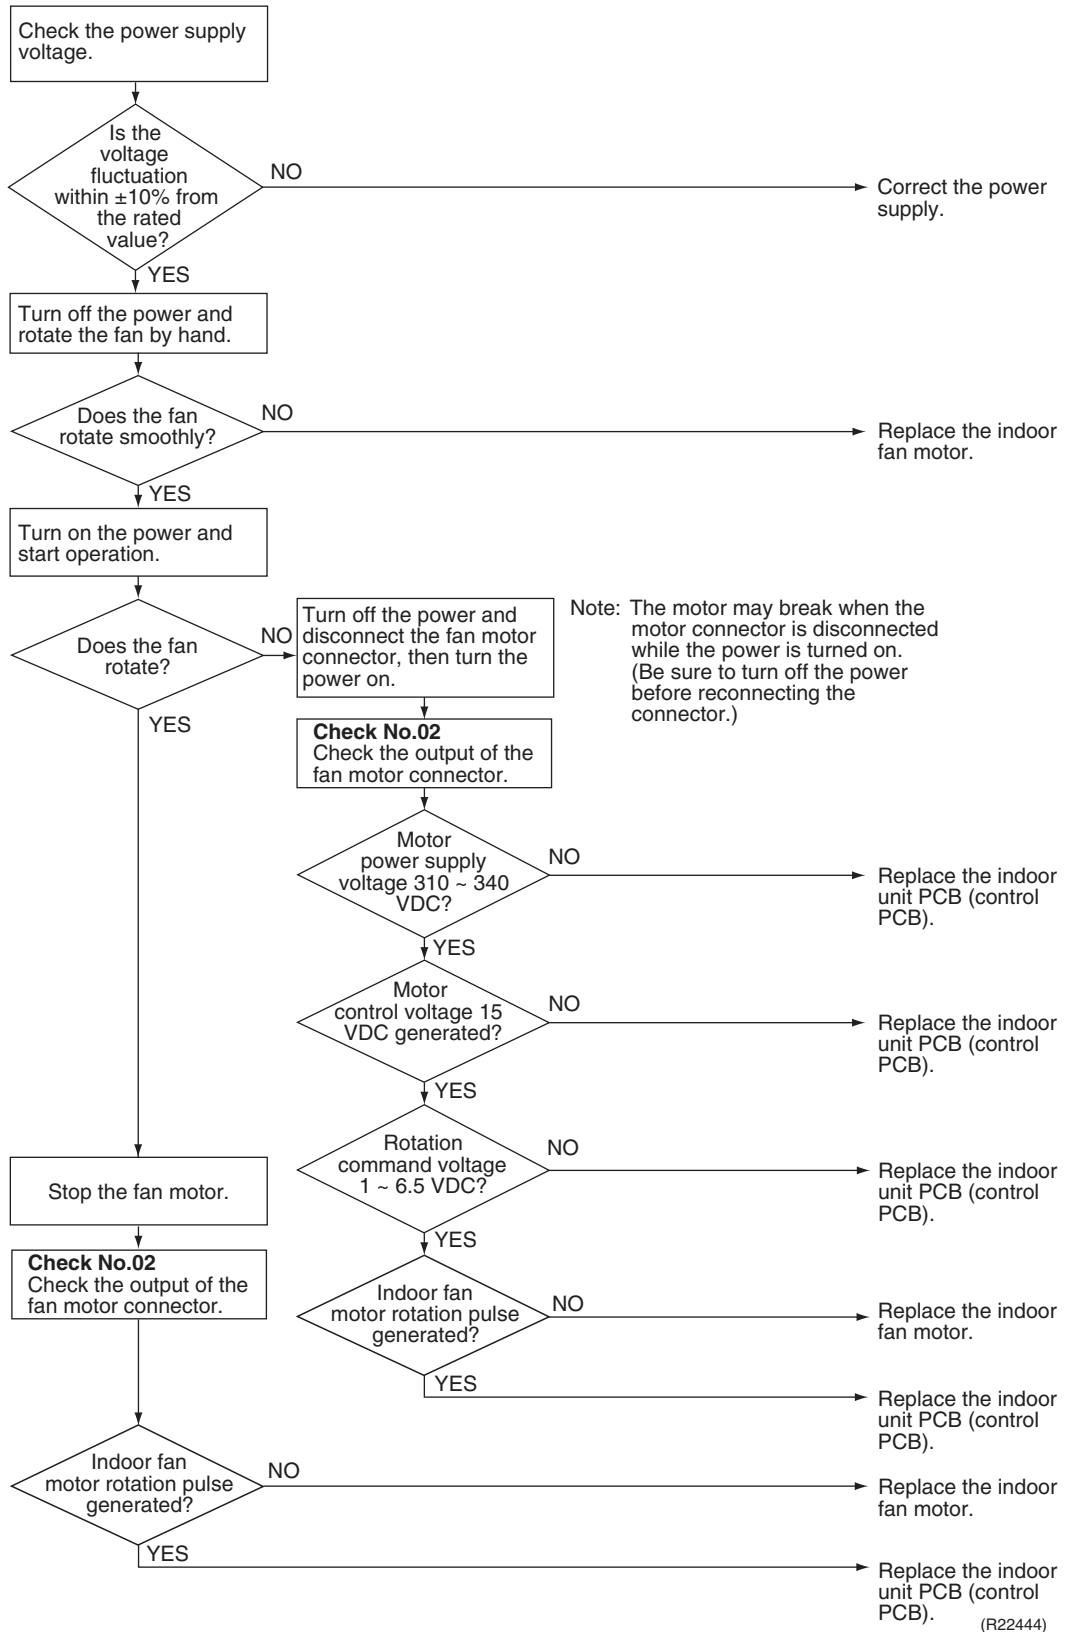 Check the power supply
voltage.
Is the
voltage
fluctuation
within ±10% from
the rated
value?
NO
Correct the power
supply.
YES
Turn off the power and
rotate the fan by hand.
Does the fan
rotate smoothly?
NO
Replace the indoor
fan motor.
YES
Turn on the power and
start operation.
Does the fan
rotate?
NO
Turn off the power and
disconnect the fan motor
connector, then turn the
power on.
Note: The motor may break when the
motor connector is disconnected
while the power is turned on.
(Be sure to turn off the power
before reconnecting the
connector.)
YES
Check No.02
Check the output of the
fan motor connector.
Motor
power supply
voltage 310 ~ 340
VDC?
NO
Replace the indoor
unit PCB (control
PCB).
YES
Motor
control voltage 15
VDC generated?
NO
Replace the indoor
unit PCB (control
PCB).
YES
Rotation
command voltage
1 ~ 6.5 VDC?
NO
Replace the indoor
unit PCB (control
PCB).
YES
Indoor fan
motor rotation pulse
generated?
NO
Replace the indoor
fan motor.
YES
Replace the indoor
unit PCB (control
PCB).
Stop the fan motor.
Check No.02
Check the output of the
fan motor connector.
Indoor fan
motor rotation pulse
generated?
NO
Replace the indoor
fan motor.
YES
Replace the indoor
unit PCB (control
PCB).
(R22444)